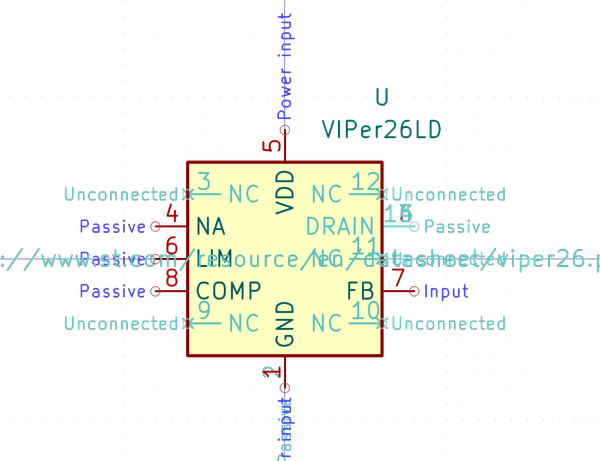 Power input
U
VIPer26LD
5
VDD
Unconnected 3 NC NC 12 Unconnected
Passive 4 NA DRAIN Passive
Passive 6 LIM NC 11 Unconnected
://www.st.com/resource/en/datasheet/viper26.p
Passive 8 COMP FB 7 Input
Unconnected 9 NC NC 10 Unconnected
GND
1
input